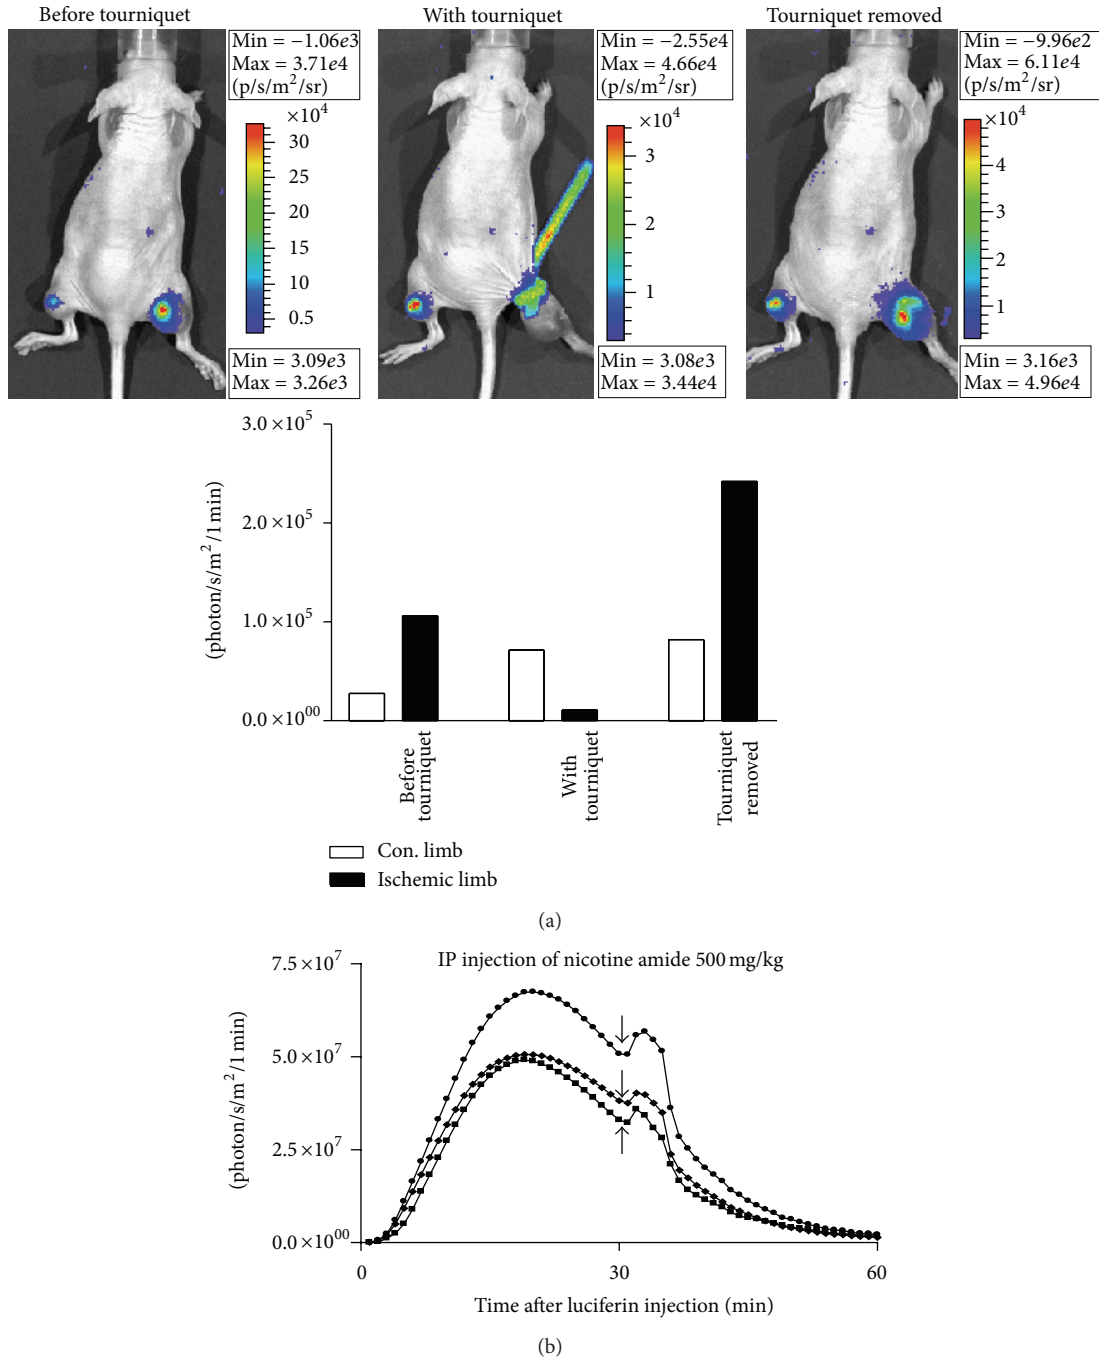 Before tourniquet
With tourniquet
Tourniquet removed
Min = −1.06e3
Max = 3.71e4
(p/s/m²/sr)
×10⁴
30
25
20
15
10
0.5
Min = 3.09e3
Max = 3.26e3
Min = −2.55e4
Max = 4.66e4
(p/s/m²/sr)
×10⁴
3
2
1
Min = 3.08e3
Max = 3.44e4
Min = −9.96e2
Max = 6.11e4
(p/s/m²/sr)
×10⁴
4
3
2
1
Min = 3.16e3
Max = 4.96e4
(photon/s/m²/1 min)
3.0 ×10⁵
2.0 ×10⁵
1.0 ×10⁵
0.0 ×10⁰⁰
Before
tourniquet
With
tourniquet
Tourniquet
removed
Con. limb
Ischemic limb
(a)
IP injection of nicotine amide 500 mg/kg
(photon/s/m²/1 min)
7.5 ×10⁷
5.0 ×10⁷
2.5 ×10⁷
0.0 ×10⁰⁰
0
30
60
Time after luciferin injection (min)
(b)